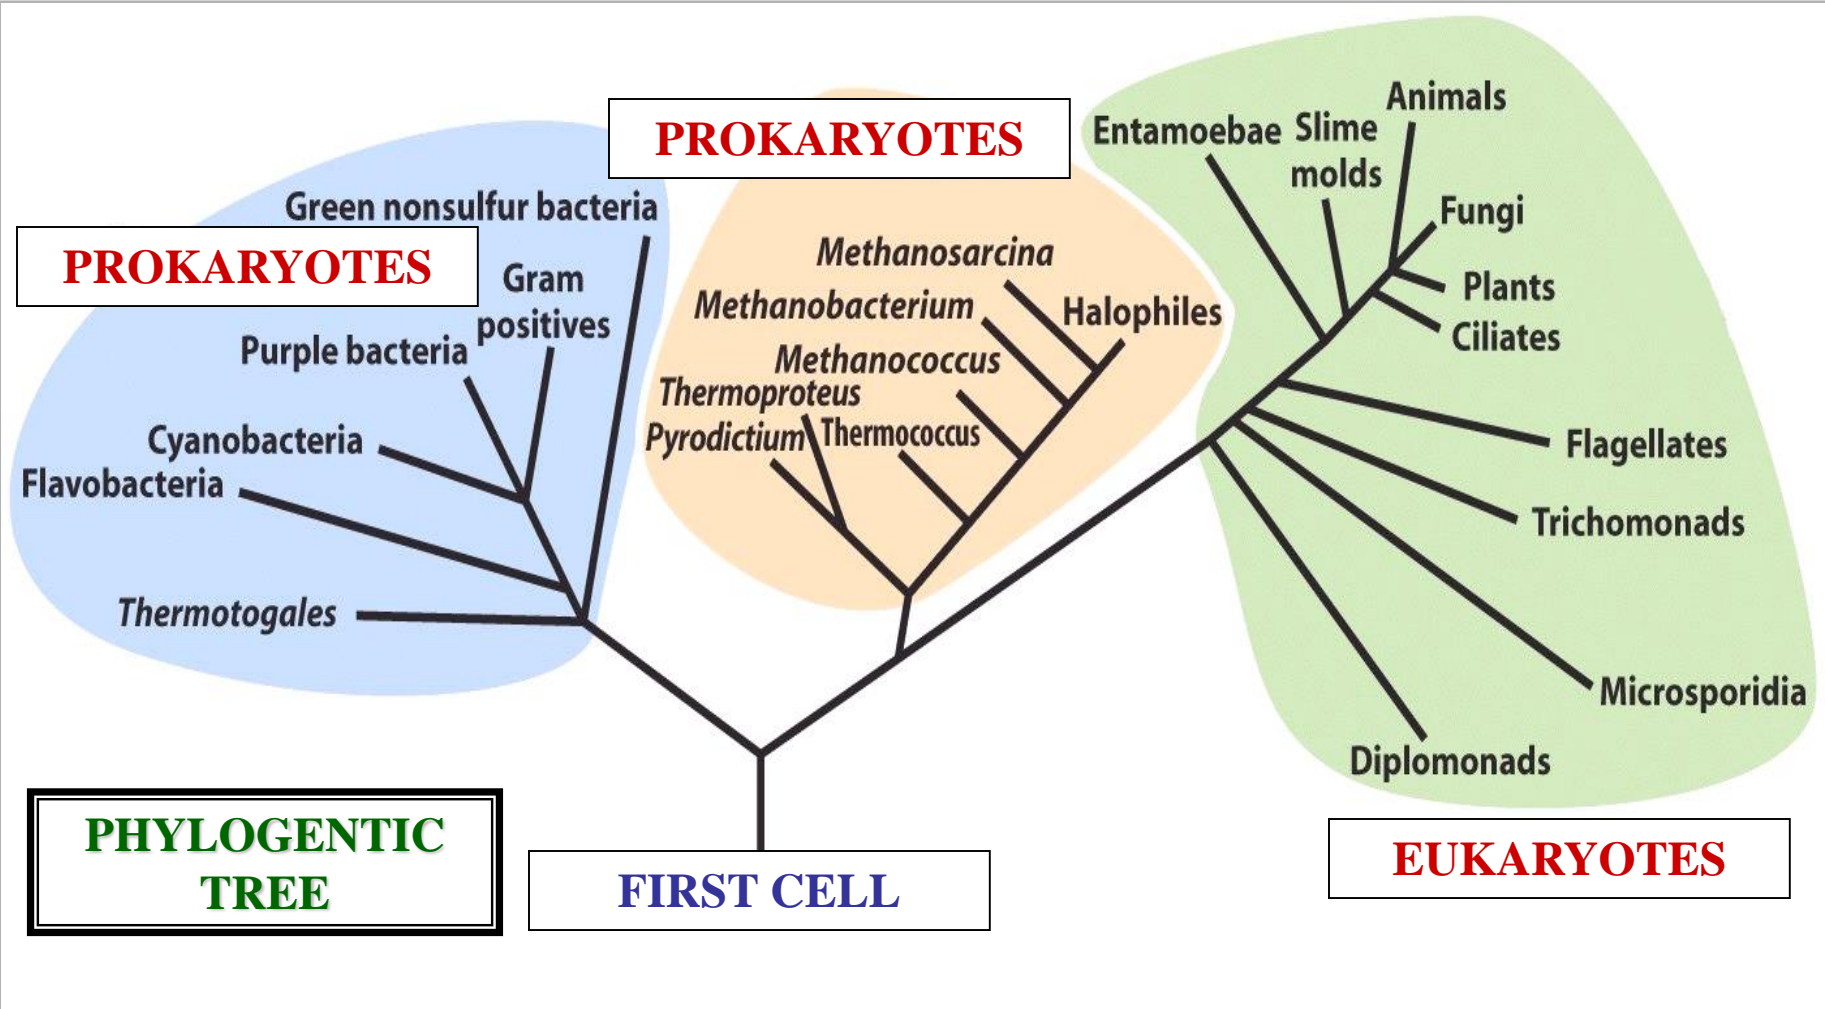 PROKARYOTES
Green nonsulfur bacteria
PROKARYOTES
Gram
positives
Purple bacteria
Cyanobacteria
Flavobacteria
Thermotogales
Methanosarcina
Methanobacterium
Halophiles
Methanococcus
Thermoproteus
Pyrodictium
Thermococcus
Entamoebae
Slime
molds
Animals
Fungi
Plants
Ciliates
Flagellates
Trichomonads
Microsporidia
Diplomonads
PHYLOGENTIC
TREE
FIRST CELL
EUKARYOTES